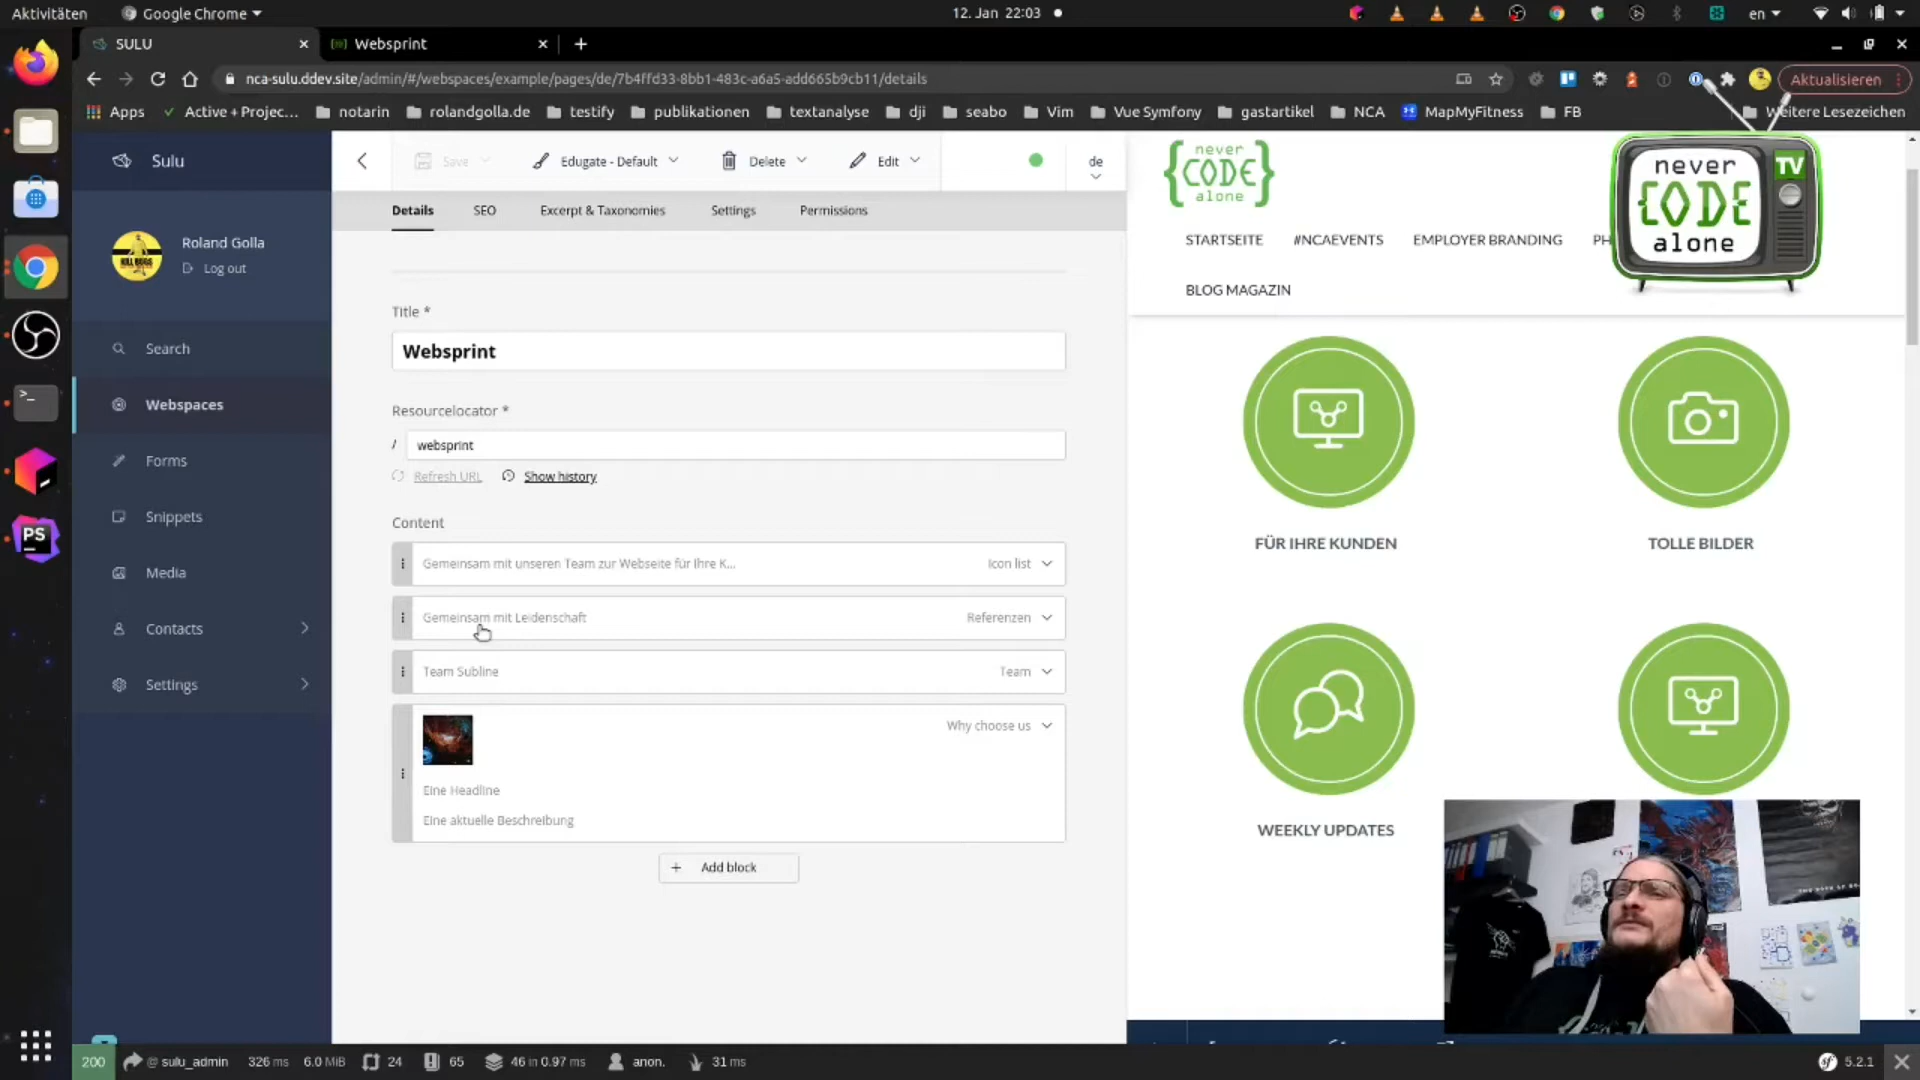 Aktivitäten
Google Chrome
12. Jan 22:03
en
SULU
Websprint
nca-sulu.ddev.site/admin/#/webspaces/example/pages/de/7b4ffd33-8bb1-483c-a6a5-add665b9cb11/details
Aktualisieren
Apps
Active + Projec...
notarin
rolandgolla.de
testify
publikationen
textanalyse
dji
seabo
Vim
Vue Symfony
gastartikel
NCA
MapMyFitness
FB
Weitere Lesezeichen
Sulu
Save
Edugate - Default
Delete
Edit
de
Details
SEO
Excerpt & Taxonomies
Settings
Permissions
Roland Golla
Log out
Search
Webspaces
Forms
Snippets
Media
Contacts
Settings
Title *
Websprint
Resourcelocator *
/
websprint
Refresh URL
Show history
Content
Gemeinsam mit unseren Team zur Webseite für Ihre K...
Icon list
Gemeinsam mit Leidenschaft
Referenzen
Team Subline
Team
Why choose us
Eine Headline
Eine aktuelle Beschreibung
+ Add block
never
{CODE}
alone
STARTSEITE
#NCAEVENTS
EMPLOYER BRANDING
PH
BLOG MAGAZIN
never
CODE
alone
TV
FÜR IHRE KUNDEN
TOLLE BILDER
WEEKLY UPDATES
PS
200
@ sulu_admin
326 ms
6.0 MiB
24
65
46 in 0.97 ms
anon.
31 ms
5.2.1